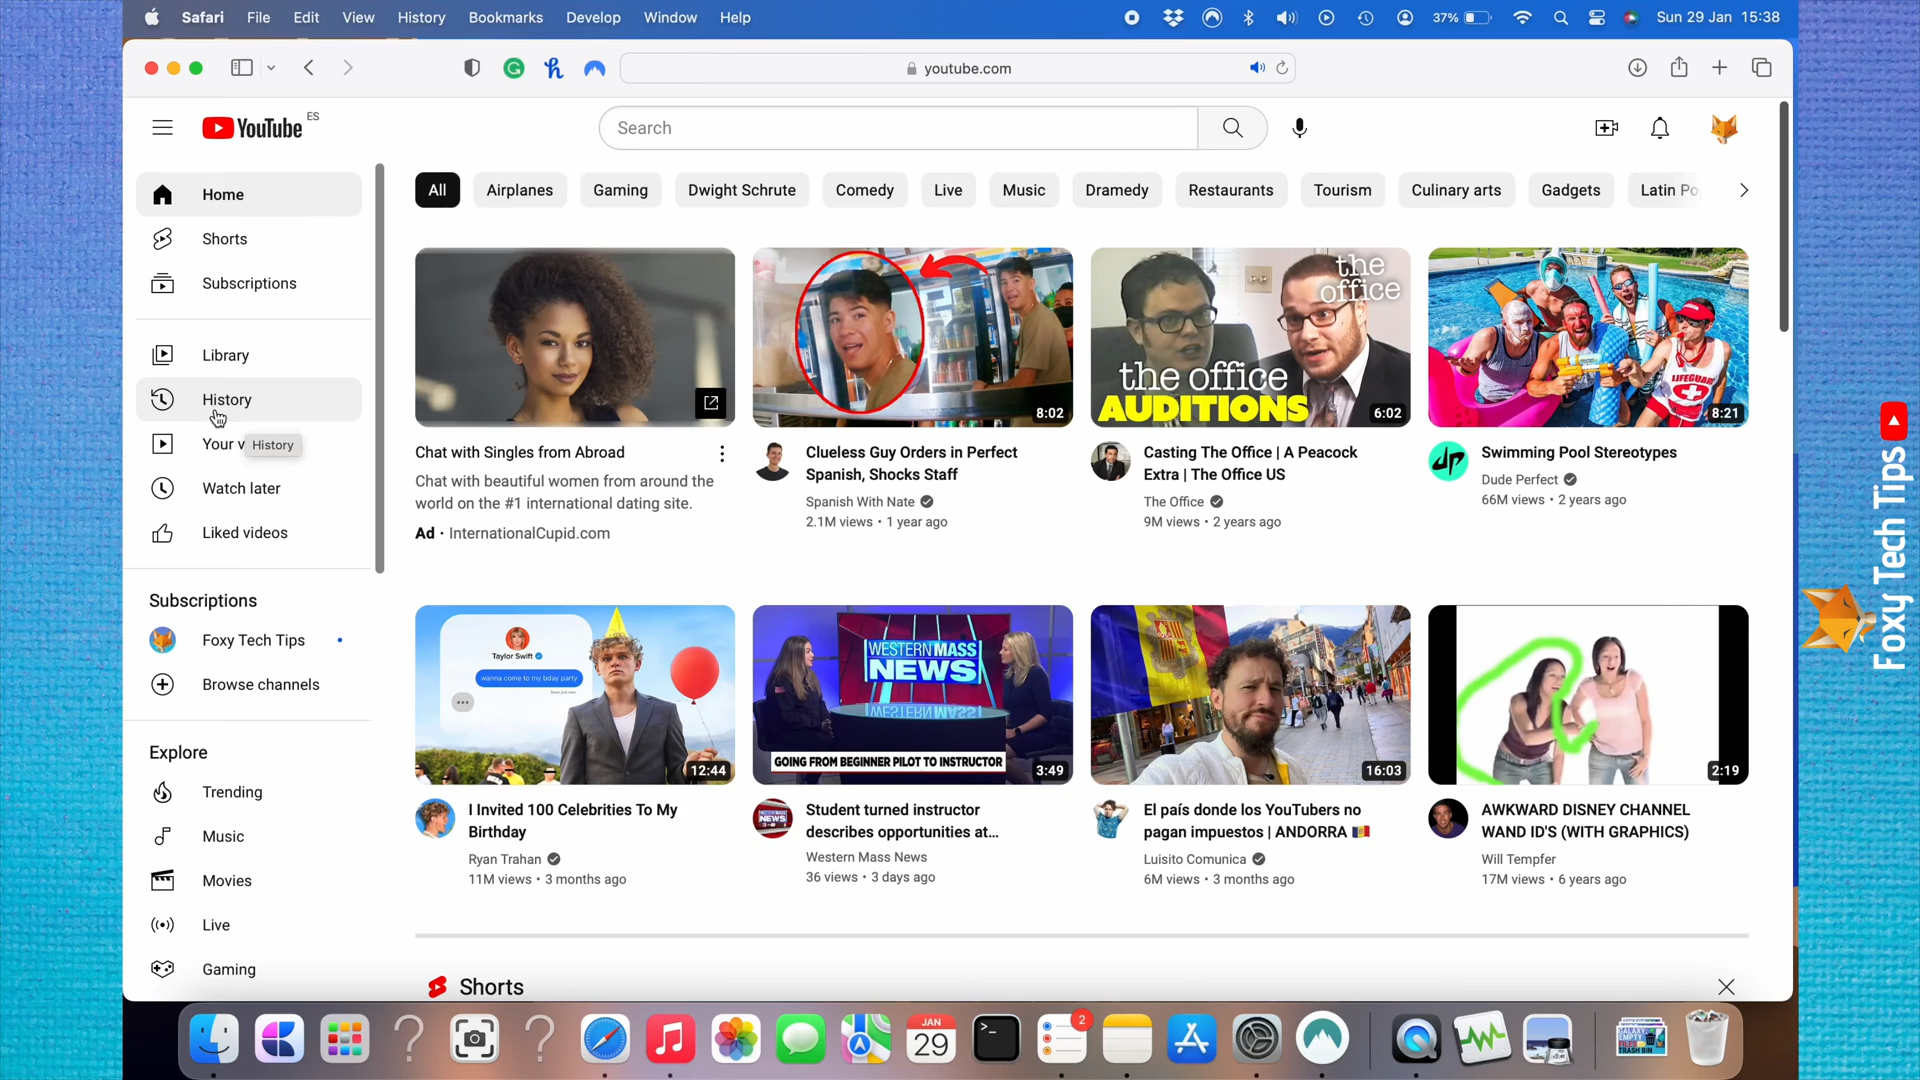 Safari File Edit View History Bookmarks Develop Window Help 37% Sun 29 Jan 15:38
youtube.com
YouTube ES
Search
Home
Shorts
Subscriptions
Library
History
Your v
History
Watch later
Liked videos
Subscriptions
Foxy Tech Tips
Browse channels
Explore
Trending
Music
Movies
Live
Gaming
All Airplanes Gaming Dwight Schrute Comedy Live Music Dramedy Restaurants Tourism Culinary arts Gadgets Latin Po
Chat with Singles from Abroad
Chat with beautiful women from around the
world on the #1 international dating site.
Ad • InternationalCupid.com
8:02
Clueless Guy Orders in Perfect
Spanish, Shocks Staff
Spanish With Nate
2.1M views • 1 year ago
the
office
the office
AUDITIONS
6:02
Casting The Office | A Peacock
Extra | The Office US
The Office
9M views • 2 years ago
LIFEGUARD
8:21
Swimming Pool Stereotypes
Dude Perfect
66M views • 2 years ago
Taylor Swift
wanna come to my bday party
12:44
I Invited 100 Celebrities To My
Birthday
Ryan Trahan
11M views • 3 months ago
WESTERN MASS
NEWS
GOING FROM BEGINNER PILOT TO INSTRUCTOR
3:49
Student turned instructor
describes opportunities at...
Western Mass News
36 views • 3 days ago
16:03
El país donde los YouTubers no
pagan impuestos | ANDORRA 🇦🇩
Luisito Comunica
6M views • 3 months ago
2:19
AWKWARD DISNEY CHANNEL
WAND ID'S (WITH GRAPHICS)
Will Tempfer
17M views • 6 years ago
Shorts
JAN
29
2
Foxy Tech Tips